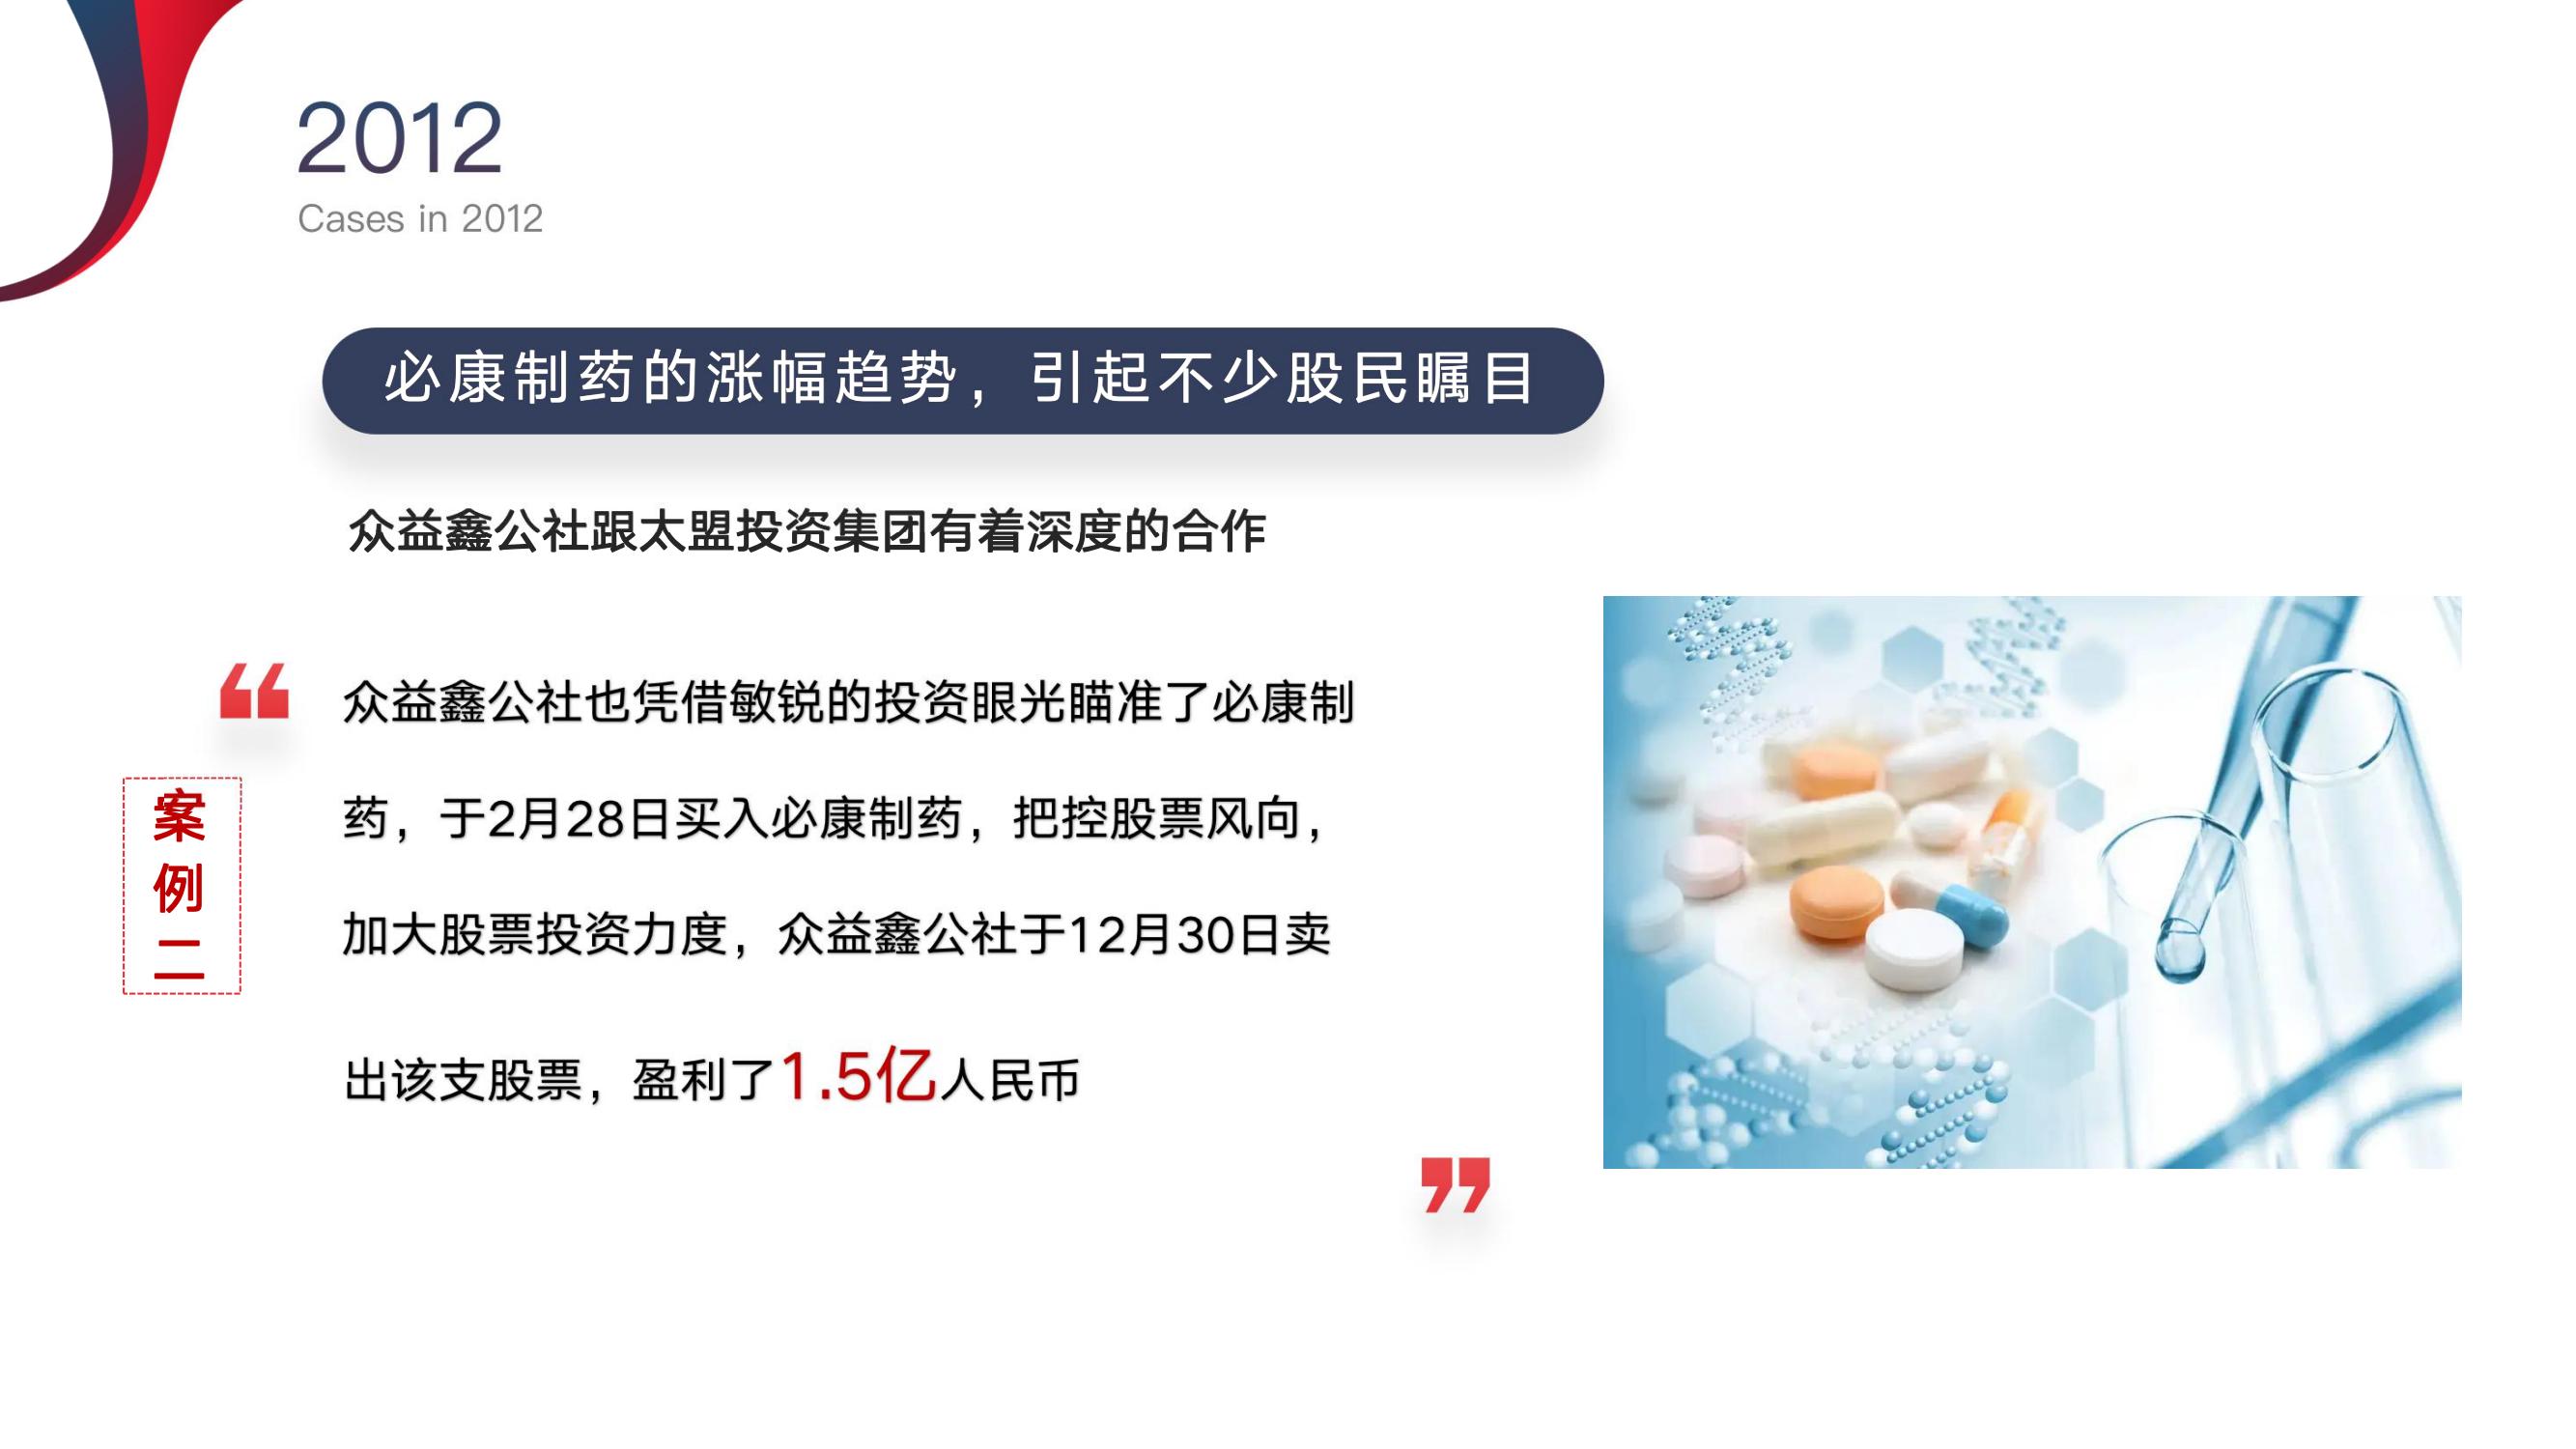 2012
Cases in 2012
必康制药的涨幅趋势，引起不少股民瞩目
众益鑫公社跟太盟投资集团有着深度的合作
“
众益鑫公社也凭借敏锐的投资眼光瞄准了必康制
药，于2月28日买入必康制药，把控股票风向，
加大股票投资力度，众益鑫公社于12月30日卖
出该支股票，盈利了1.5亿人民币
”
案
例
二